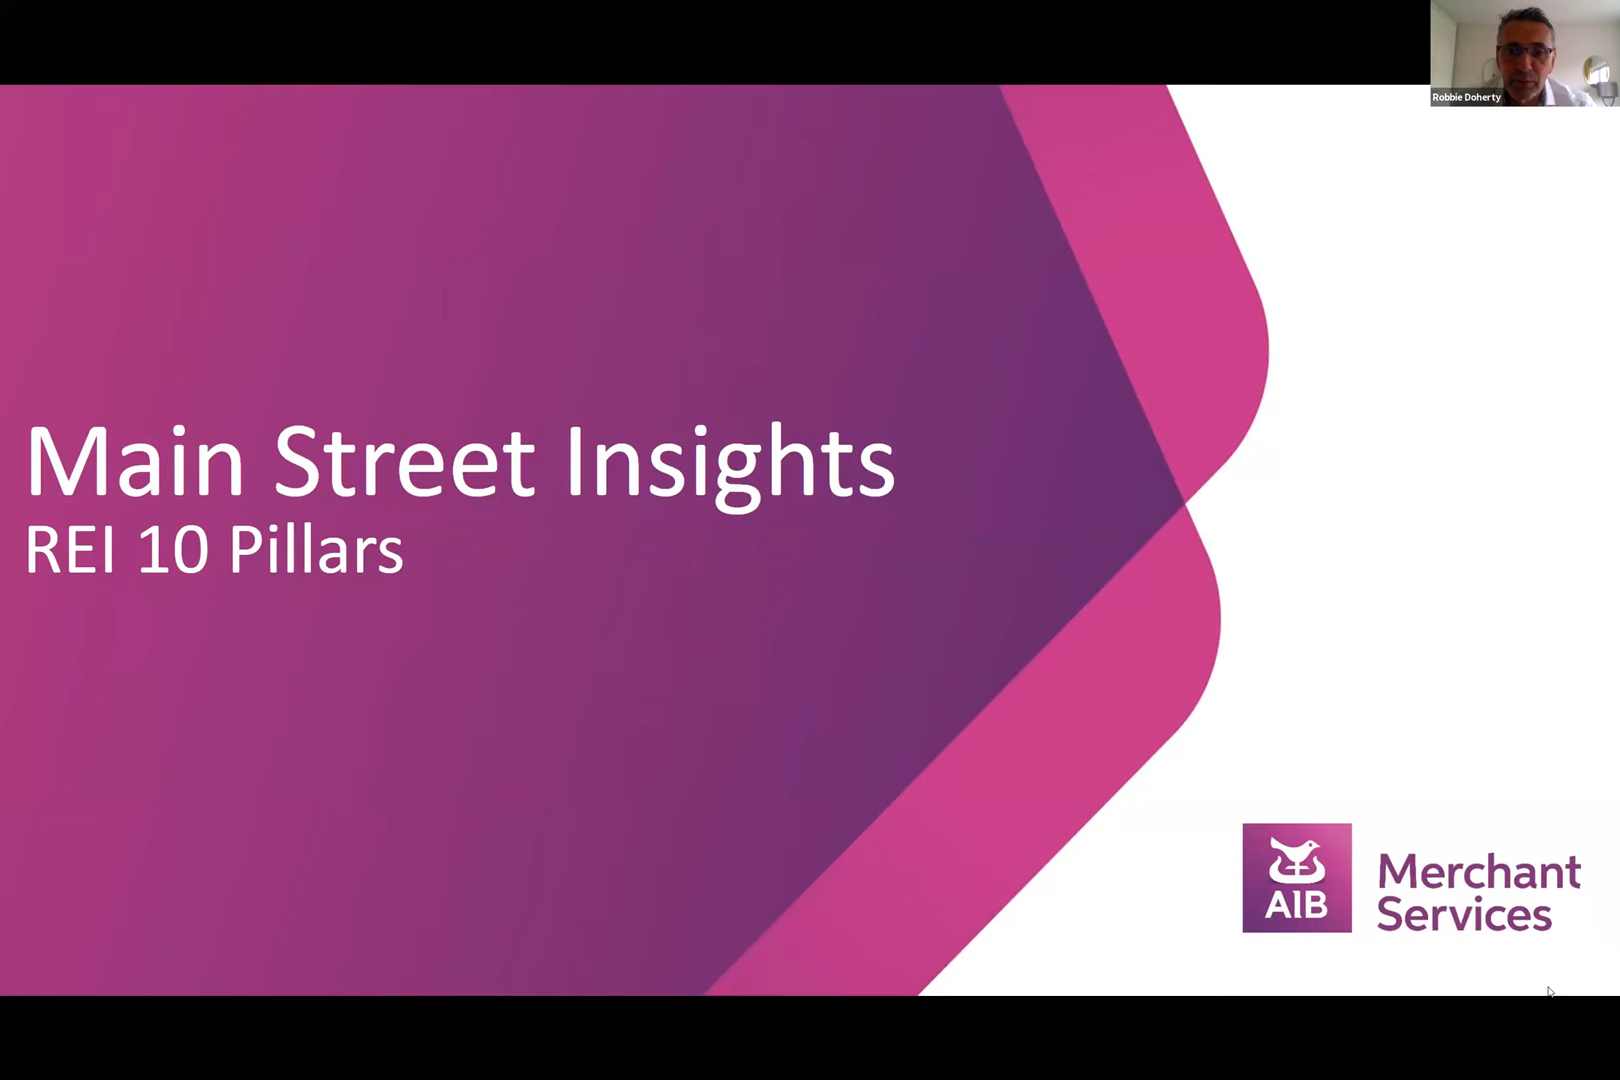 Robbie Doherty
Main Street Insights
REI 10 Pillars
AIB
Merchant
Services